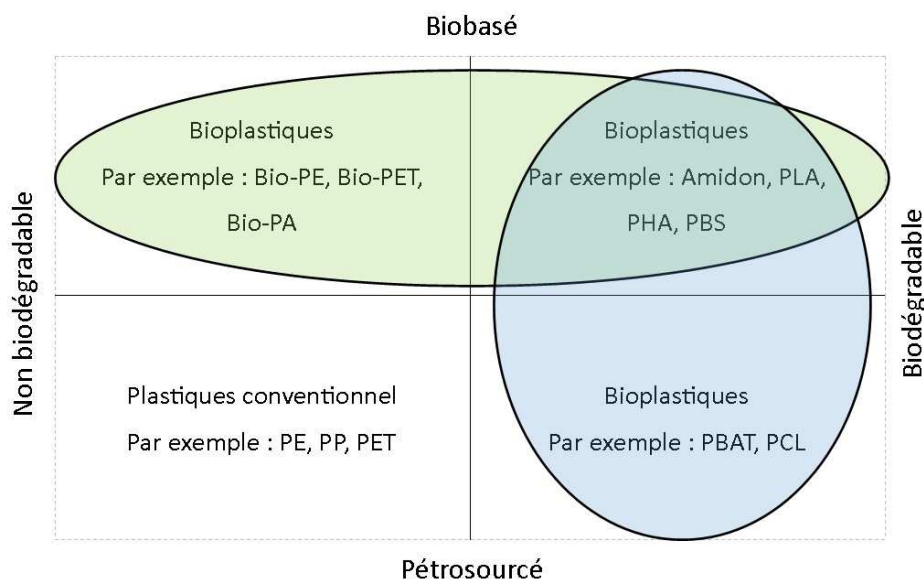 Biobasé
Bioplastiques
Par exemple : Bio-PE, Bio-PET,
Bio-PA
Bioplastiques
Par exemple : Amidon, PLA,
PHA, PBS
Non biodégradable
Biodégradable
Plastiques conventionnel
Par exemple : PE, PP, PET
Bioplastiques
Par exemple : PBAT, PCL
Pétrosourcé